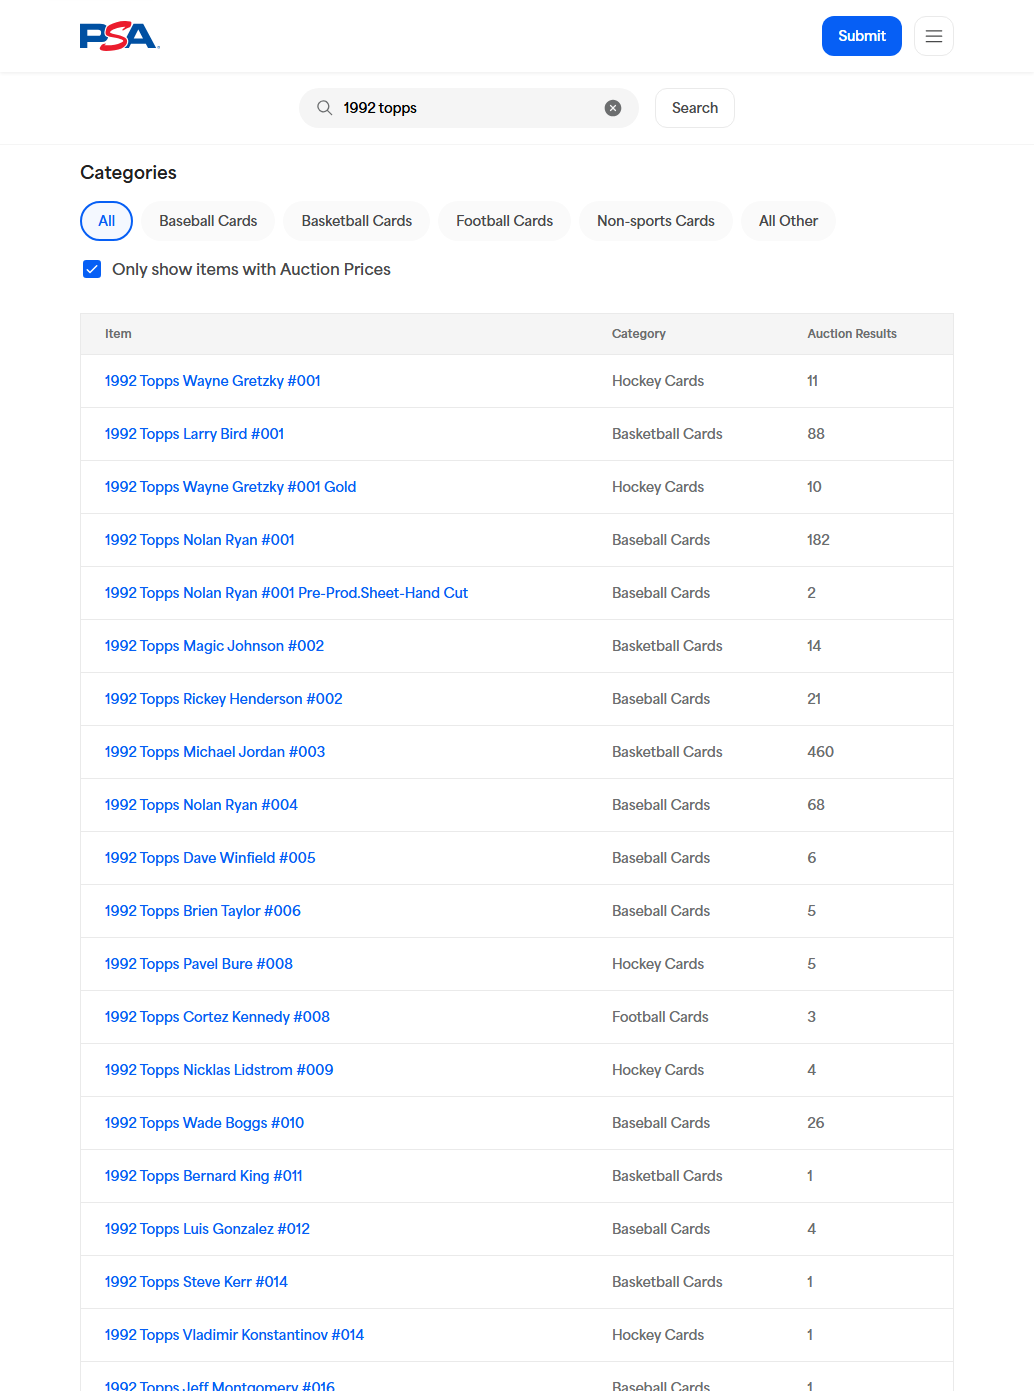 PSA
Submit
1992 topps
Search
Categories
All Baseball Cards Basketball Cards Football Cards Non-sports Cards All Other
Only show items with Auction Prices
Item Category Auction Results
1992 Topps Wayne Gretzky #001 Hockey Cards 11
1992 Topps Larry Bird #001 Basketball Cards 88
1992 Topps Wayne Gretzky #001 Gold Hockey Cards 10
1992 Topps Nolan Ryan #001 Baseball Cards 182
1992 Topps Nolan Ryan #001 Pre-Prod.Sheet-Hand Cut Baseball Cards 2
1992 Topps Magic Johnson #002 Basketball Cards 14
1992 Topps Rickey Henderson #002 Baseball Cards 21
1992 Topps Michael Jordan #003 Basketball Cards 460
1992 Topps Nolan Ryan #004 Baseball Cards 68
1992 Topps Dave Winfield #005 Baseball Cards 6
1992 Topps Brien Taylor #006 Baseball Cards 5
1992 Topps Pavel Bure #008 Hockey Cards 5
1992 Topps Cortez Kennedy #008 Football Cards 3
1992 Topps Nicklas Lidstrom #009 Hockey Cards 4
1992 Topps Wade Boggs #010 Baseball Cards 26
1992 Topps Bernard King #011 Basketball Cards 1
1992 Topps Luis Gonzalez #012 Baseball Cards 4
1992 Topps Steve Kerr #014 Basketball Cards 1
1992 Topps Vladimir Konstantinov #014 Hockey Cards 1
1992 Topps Jeff Montgomery #016 Baseball Cards 1